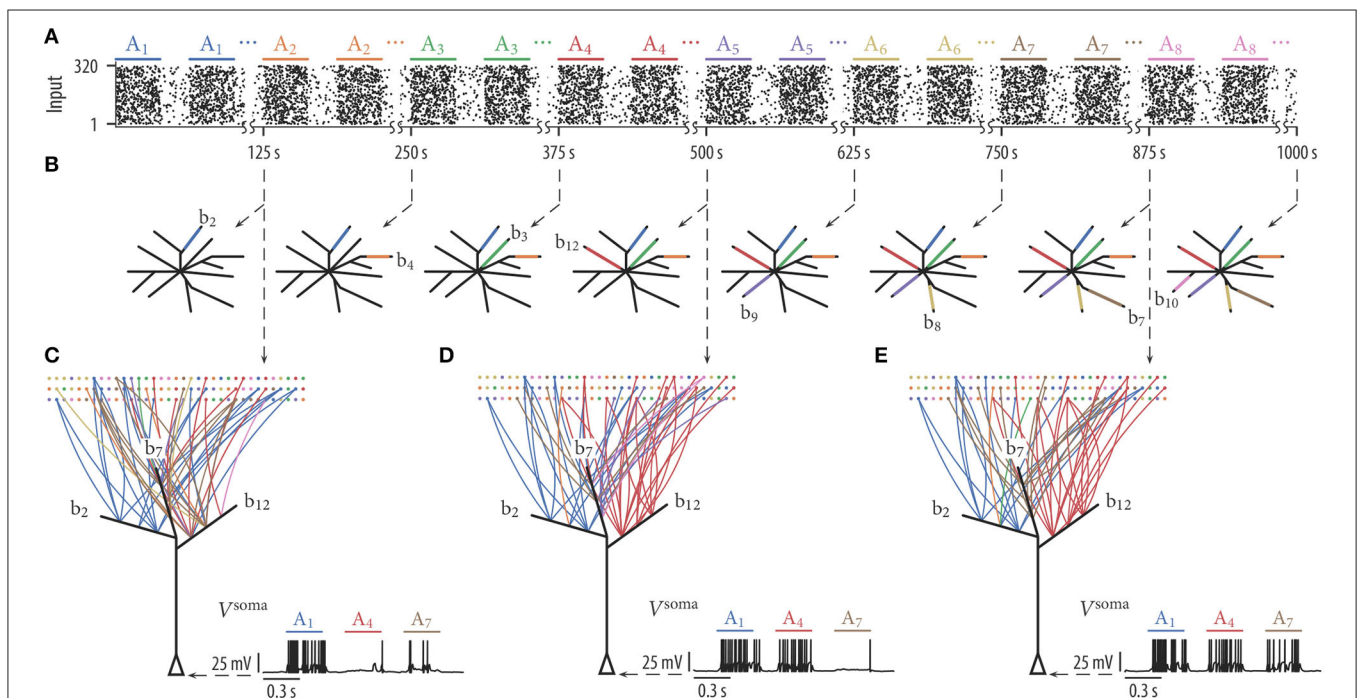 A
A1 A1 ... A2 A2 ... A3 A3 ... A4 A4 ... A5 A5 ... A6 A6 ... A7 A7 ... A8 A8 ...
320
Input
1
125 s 250 s 375 s 500 s 625 s 750 s 875 s 1000 s
B
b2 b4 b3 b12 b9 b8 b7 b10
C
b7
b2 b12
Vsoma
A1 A4 A7
25 mV
0.3 s
D
b7
b2 b12
Vsoma
A1 A4 A7
25 mV
0.3 s
E
b7
b2 b12
Vsoma
A1 A4 A7
25 mV
0.3 s